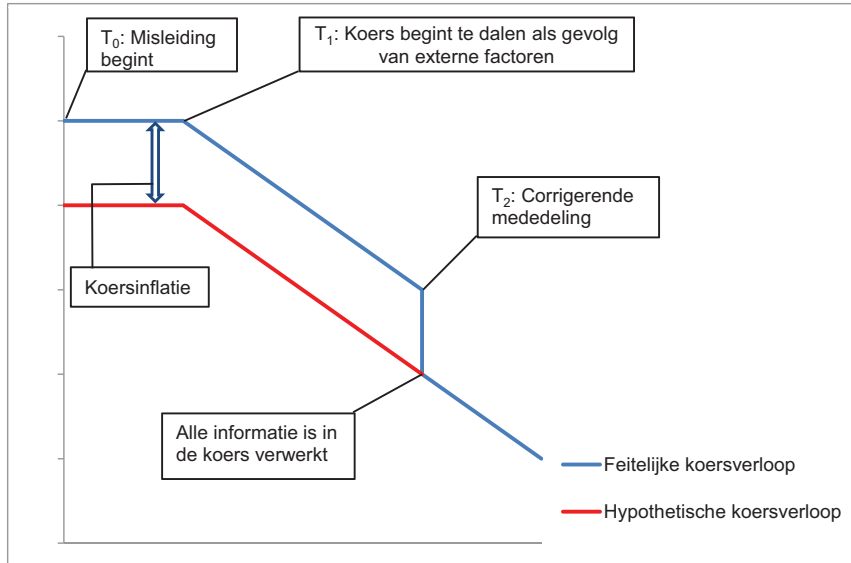 T₀: Misleiding
begint
T₁: Koers begint te dalen als gevolg
van externe factoren
T₂: Corrigerende
mededeling
Koersinflatie
Alle informatie is in
de koers verwerkt
Feitelijke koersverloop
Hypothetische koersverloop